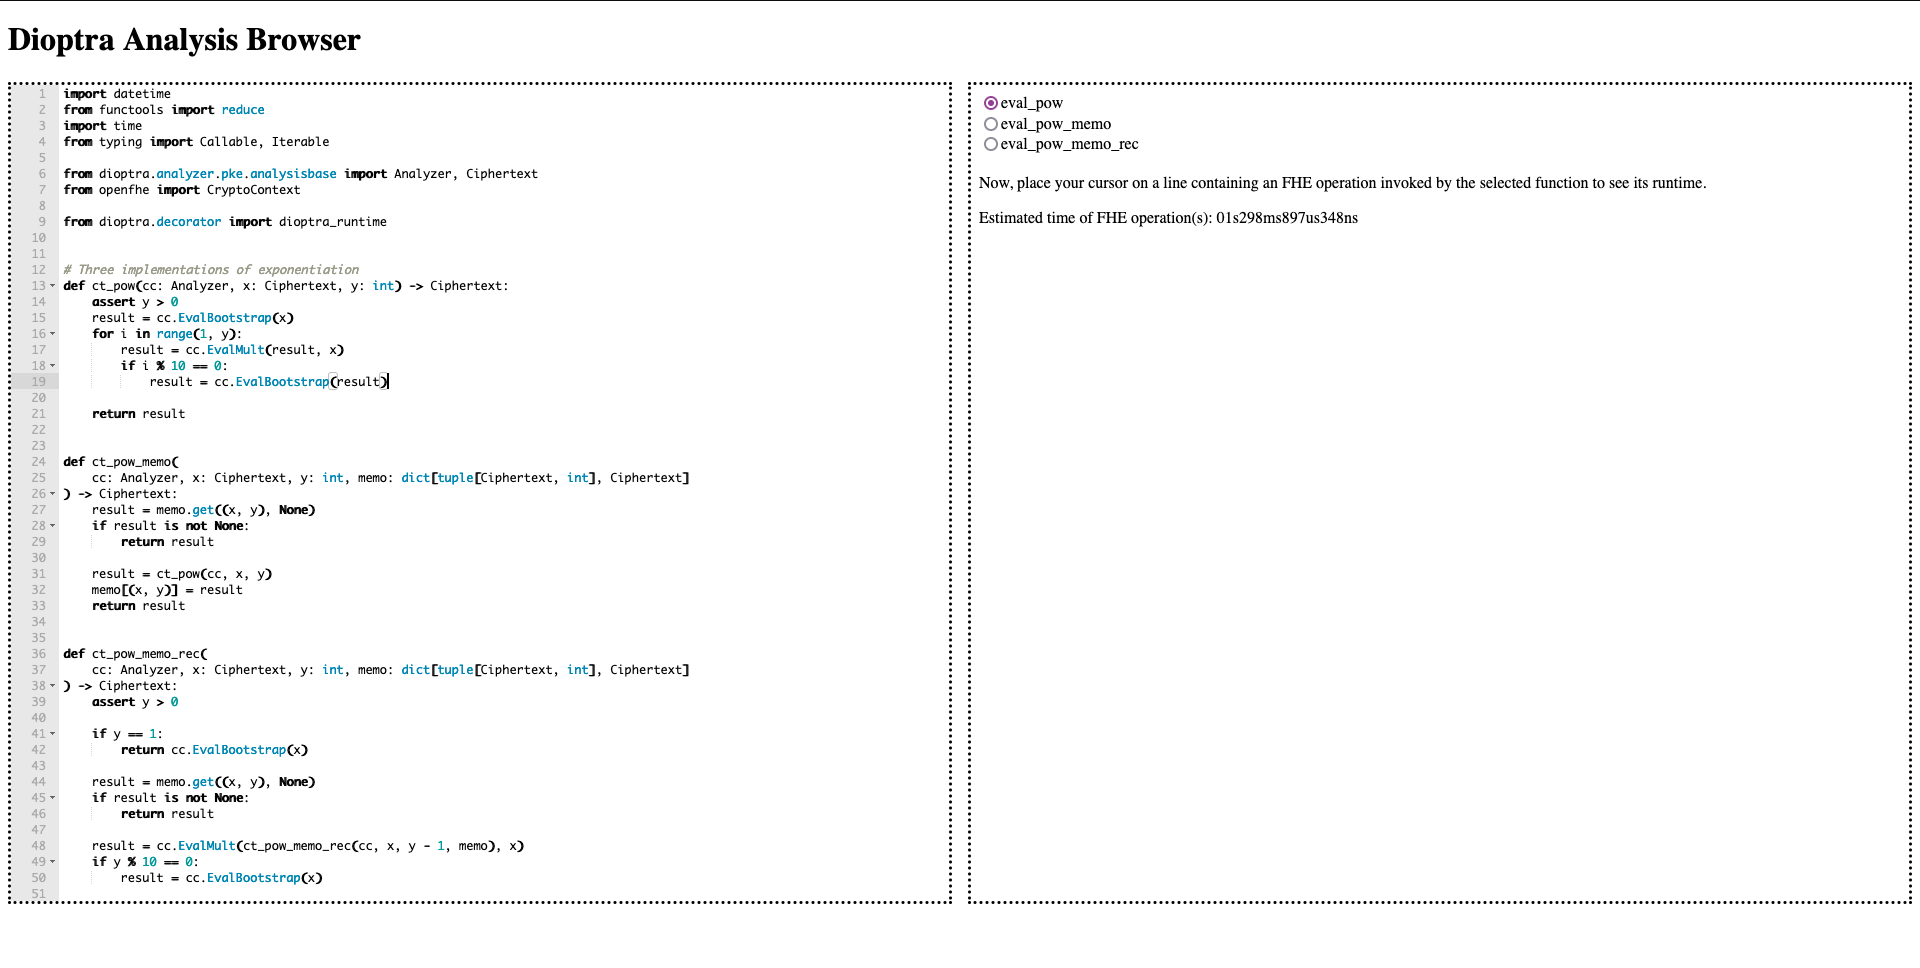 Dioptra Analysis Browser
1 import datetime
2 from functools import reduce
3 import time
4 from typing import Callable, Iterable
5
6 from dioptra.analyzer.pke.analysisbase import Analyzer, Ciphertext
7 from openfhe import CryptoContext
8
9 from dioptra.decorator import dioptra_runtime
10
11
12 # Three implementations of exponentiation
13 def ct_pow(cc: Analyzer, x: Ciphertext, y: int) -> Ciphertext:
14     assert y > 0
15     result = cc.EvalBootstrap(x)
16     for i in range(1, y):
17         result = cc.EvalMult(result, x)
18         if i % 10 == 0:
19             result = cc.EvalBootstrap(result)
20
21     return result
22
23
24 def ct_pow_memo(
25     cc: Analyzer, x: Ciphertext, y: int, memo: dict[tuple[Ciphertext, int], Ciphertext]
26 ) -> Ciphertext:
27     result = memo.get((x, y), None)
28     if result is not None:
29         return result
30
31     result = ct_pow(cc, x, y)
32     memo[(x, y)] = result
33     return result
34
35
36 def ct_pow_memo_rec(
37     cc: Analyzer, x: Ciphertext, y: int, memo: dict[tuple[Ciphertext, int], Ciphertext]
38 ) -> Ciphertext:
39     assert y > 0
40
41     if y == 1:
42         return cc.EvalBootstrap(x)
43
44     result = memo.get((x, y), None)
45     if result is not None:
46         return result
47
48     result = cc.EvalMult(ct_pow_memo_rec(cc, x, y - 1, memo), x)
49     if y % 10 == 0:
50         result = cc.EvalBootstrap(x)
51
eval_pow
eval_pow_memo
eval_pow_memo_rec
Now, place your cursor on a line containing an FHE operation invoked by the selected function to see its runtime.
Estimated time of FHE operation(s): 01s298ms897us348ns